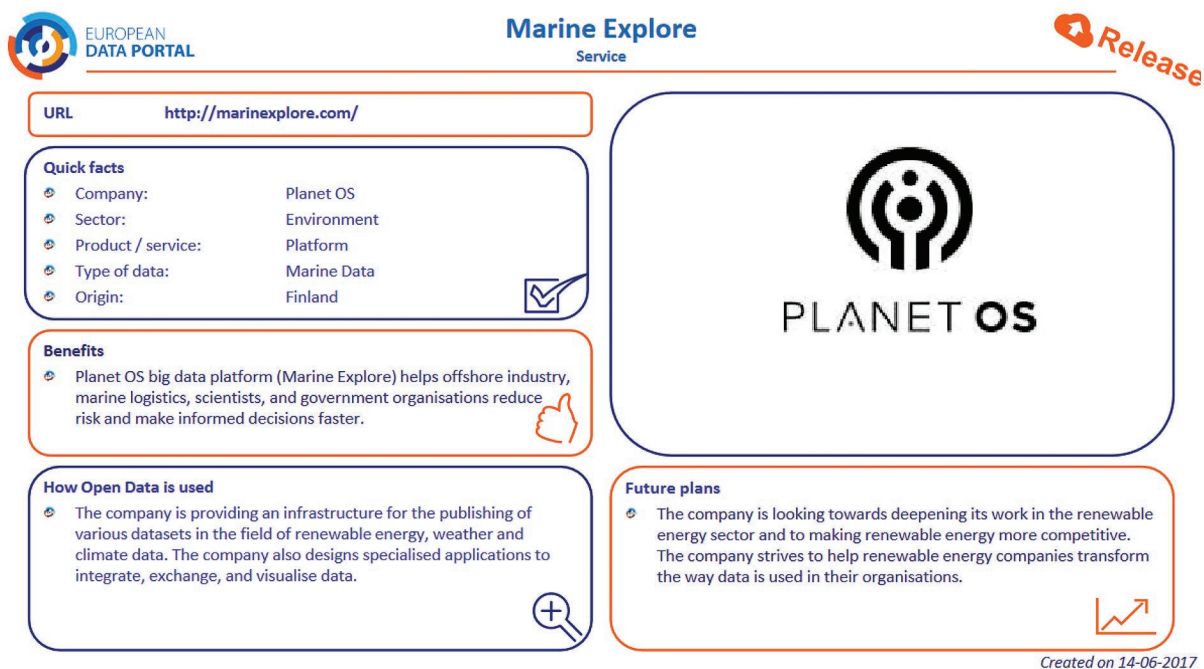 EUROPEAN
DATA PORTAL
Marine Explore
Service
Release
URL http://marinexplore.com/
Quick facts
Company: Planet OS
Sector: Environment
Product / service: Platform
Type of data: Marine Data
Origin: Finland
PLANET OS
Benefits
Planet OS big data platform (Marine Explore) helps offshore industry,
marine logistics, scientists, and government organisations reduce
risk and make informed decisions faster.
How Open Data is used
The company is providing an infrastructure for the publishing of
various datasets in the field of renewable energy, weather and
climate data. The company also designs specialised applications to
integrate, exchange, and visualise data.
Future plans
The company is looking towards deepening its work in the renewable
energy sector and to making renewable energy more competitive.
The company strives to help renewable energy companies transform
the way data is used in their organisations.
Created on 14-06-2017